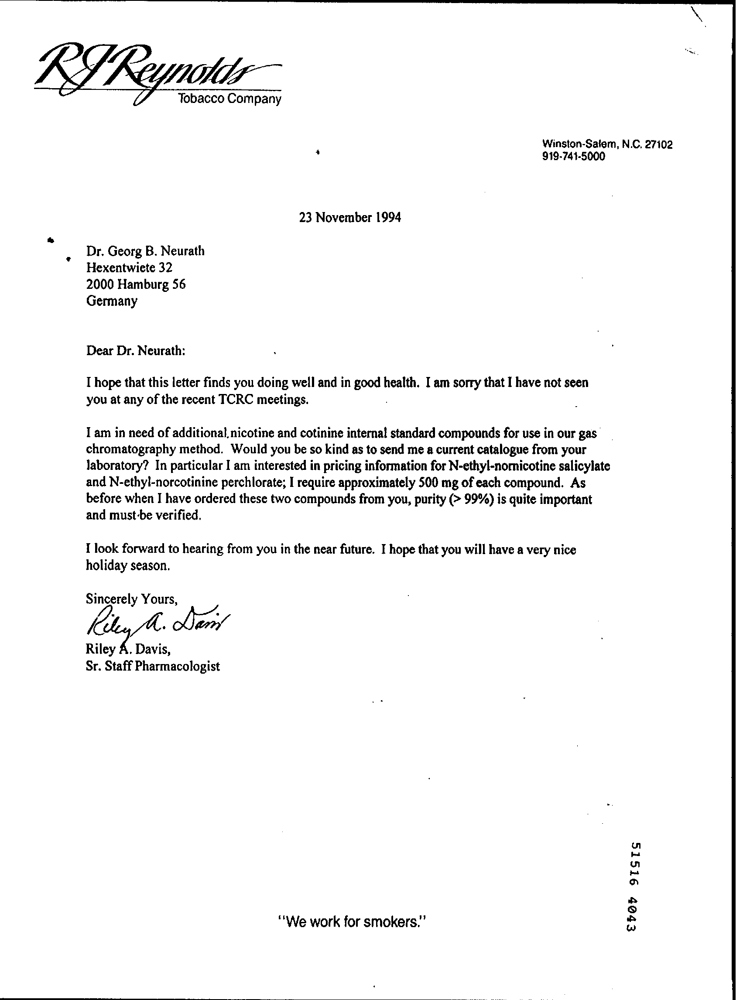 RJReynolds
Tobacco Company
Winston-Salem, N.C. 27102
919-741-5000
23 November 1994
Dr. Georg B. Neurath
Hexentwiete 32
2000 Hamburg 56
Germany
Dear Dr. Neurath:
I hope that this letter finds you doing well and in good health. I am sorry that I have not seen
you at any of the recent TCRC meetings.
I am in need of additional nicotine and cotinine internal standard compounds for use in our gas
chromatography method. Would you be so kind as to send me a current catalogue from your
laboratory? In particular I am interested in pricing information for N-ethyl-nornicotine salicylate
and N-ethyl-norcotinine perchlorate; I require approximately 500 mg of each compound. As
before when I have ordered these two compounds from you, purity (> 99%) is quite important
and must be verified.
I look forward to hearing from you in the near future. I hope that you will have a very nice
holiday season.
Sincerely Yours,
Riley A. Davis
Riley A. Davis,
Sr. Staff Pharmacologist
51516 4043
"We work for smokers."